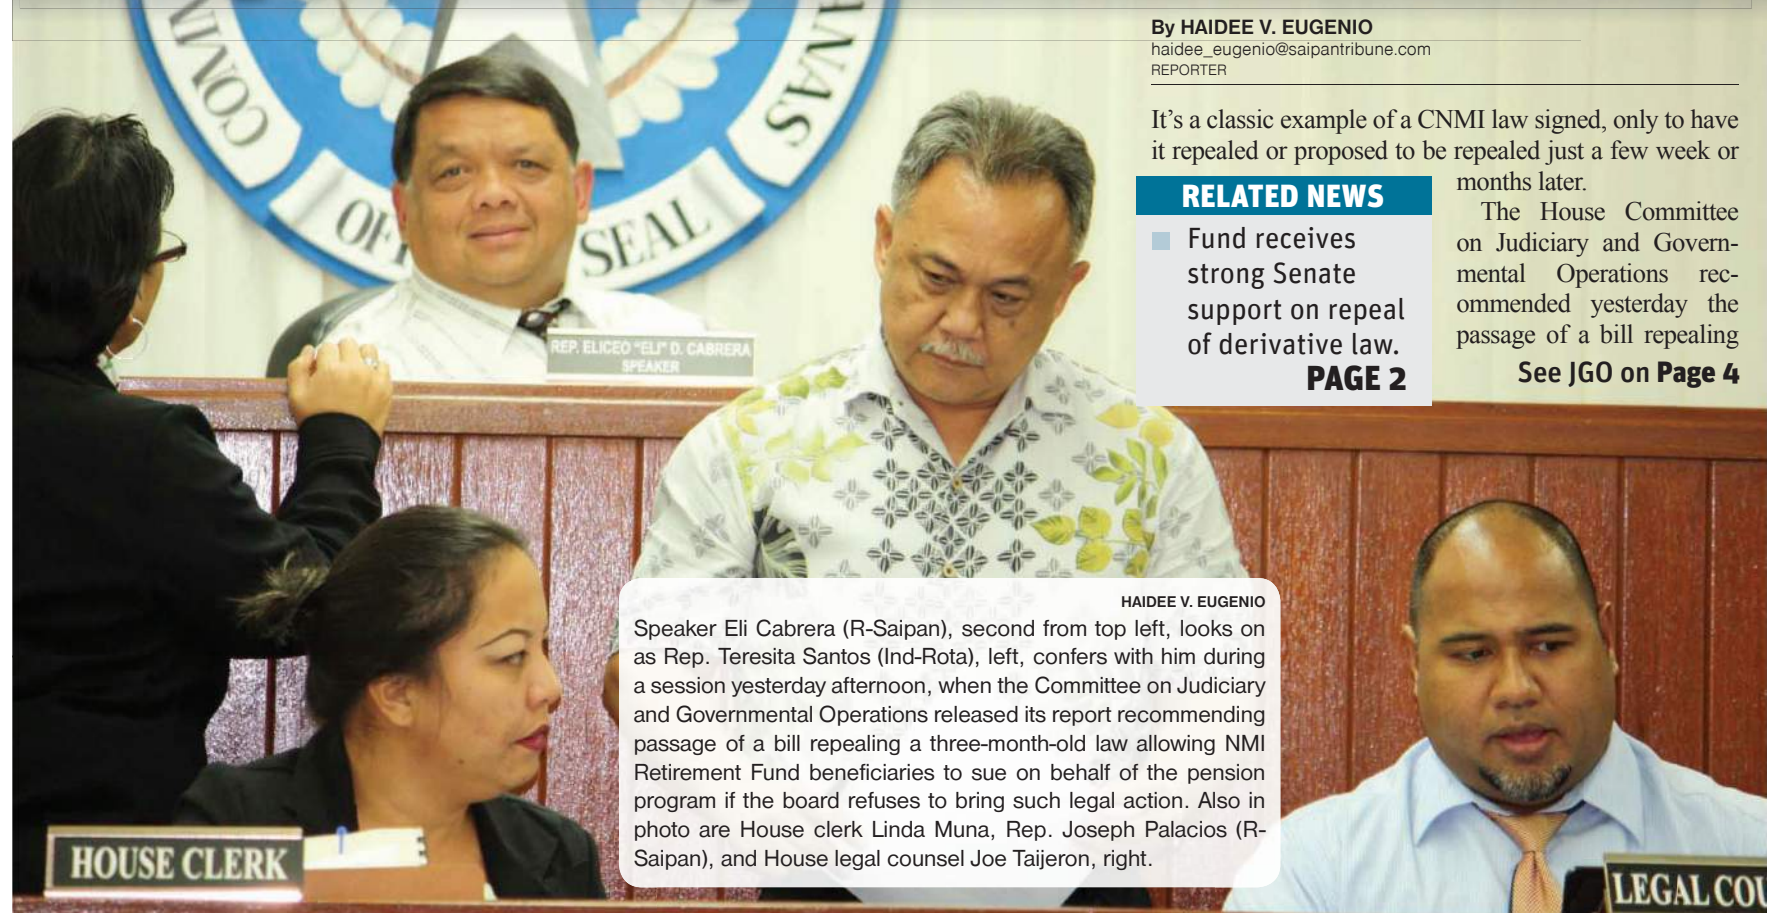 By HAIDEE V. EUGENIO
haidee_eugenio@saipantribune.com
REPORTER
It's a classic example of a CNMI law signed, only to have
it repealed or proposed to be repealed just a few week or
months later.
The House Committee
on Judiciary and Govern-
mental Operations rec-
ommended yesterday the
passage of a bill repealing
See JGO on Page 4
RELATED NEWS
Fund receives
strong Senate
support on repeal
of derivative law.
PAGE 2
COM
ANAS
OF
SEAL
REP. ELICEO "ELI" D. CABRERA
SPEAKER
HAIDEE V. EUGENIO
Speaker Eli Cabrera (R-Saipan), second from top left, looks on
as Rep. Teresita Santos (Ind-Rota), left, confers with him during
a session yesterday afternoon, when the Committee on Judiciary
and Governmental Operations released its report recommending
passage of a bill repealing a three-month-old law allowing NMI
Retirement Fund beneficiaries to sue on behalf of the pension
program if the board refuses to bring such legal action. Also in
photo are House clerk Linda Muna, Rep. Joseph Palacios (R-
Saipan), and House legal counsel Joe Taijeron, right.
HOUSE CLERK
LEGAL COU